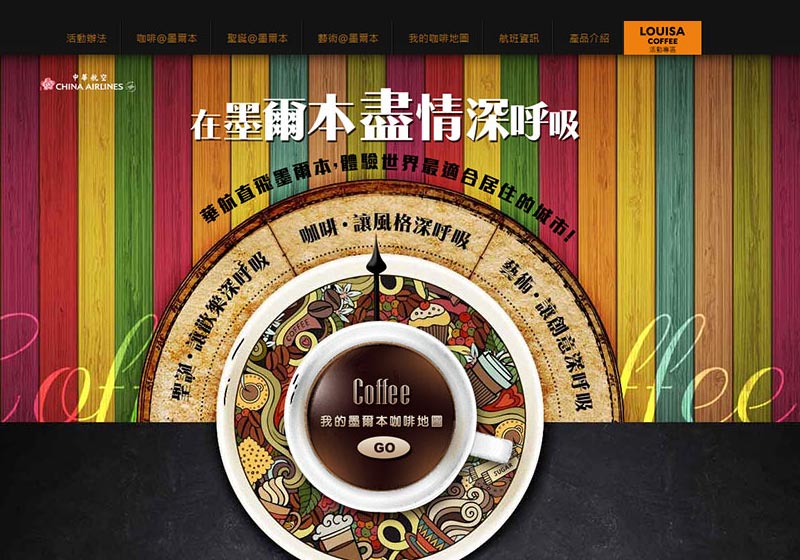 活動辦法
咖啡@墨爾本
聖誕@墨爾本
藝術@墨爾本
我的咖啡地圖
航班資訊
產品介紹
LOUISA
COFFEE
活動專區
中華航空
CHINA AIRLINES
在墨爾本盡情深呼吸
華航直飛墨爾本,體驗世界最適合居住的城市!
聖誕・讓歡樂深呼吸
咖啡・讓風格深呼吸
藝術・讓創意深呼吸
COFFEE
Coffee
Coffee
Coffee
我的墨爾本咖啡地圖
GO
SUGAR